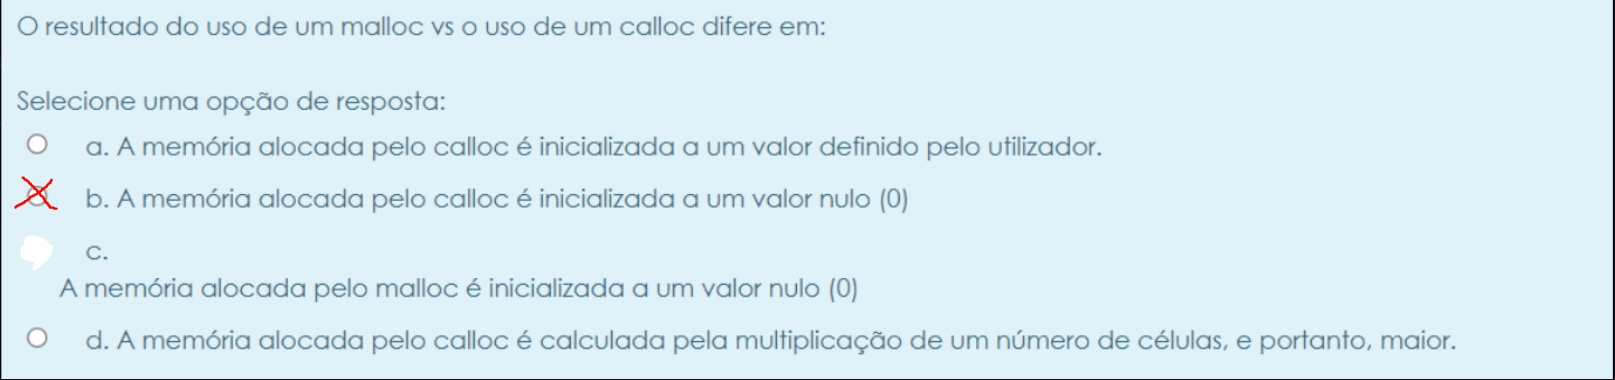 O resultado do uso de um malloc vs o uso de um calloc difere em:
Selecione uma opção de resposta:
a. A memória alocada pelo calloc é inicializada a um valor definido pelo utilizador.
b. A memória alocada pelo calloc é inicializada a um valor nulo (0)
c.
A memória alocada pelo malloc é inicializada a um valor nulo (0)
d. A memória alocada pelo calloc é calculada pela multiplicação de um número de células, e portanto, maior.